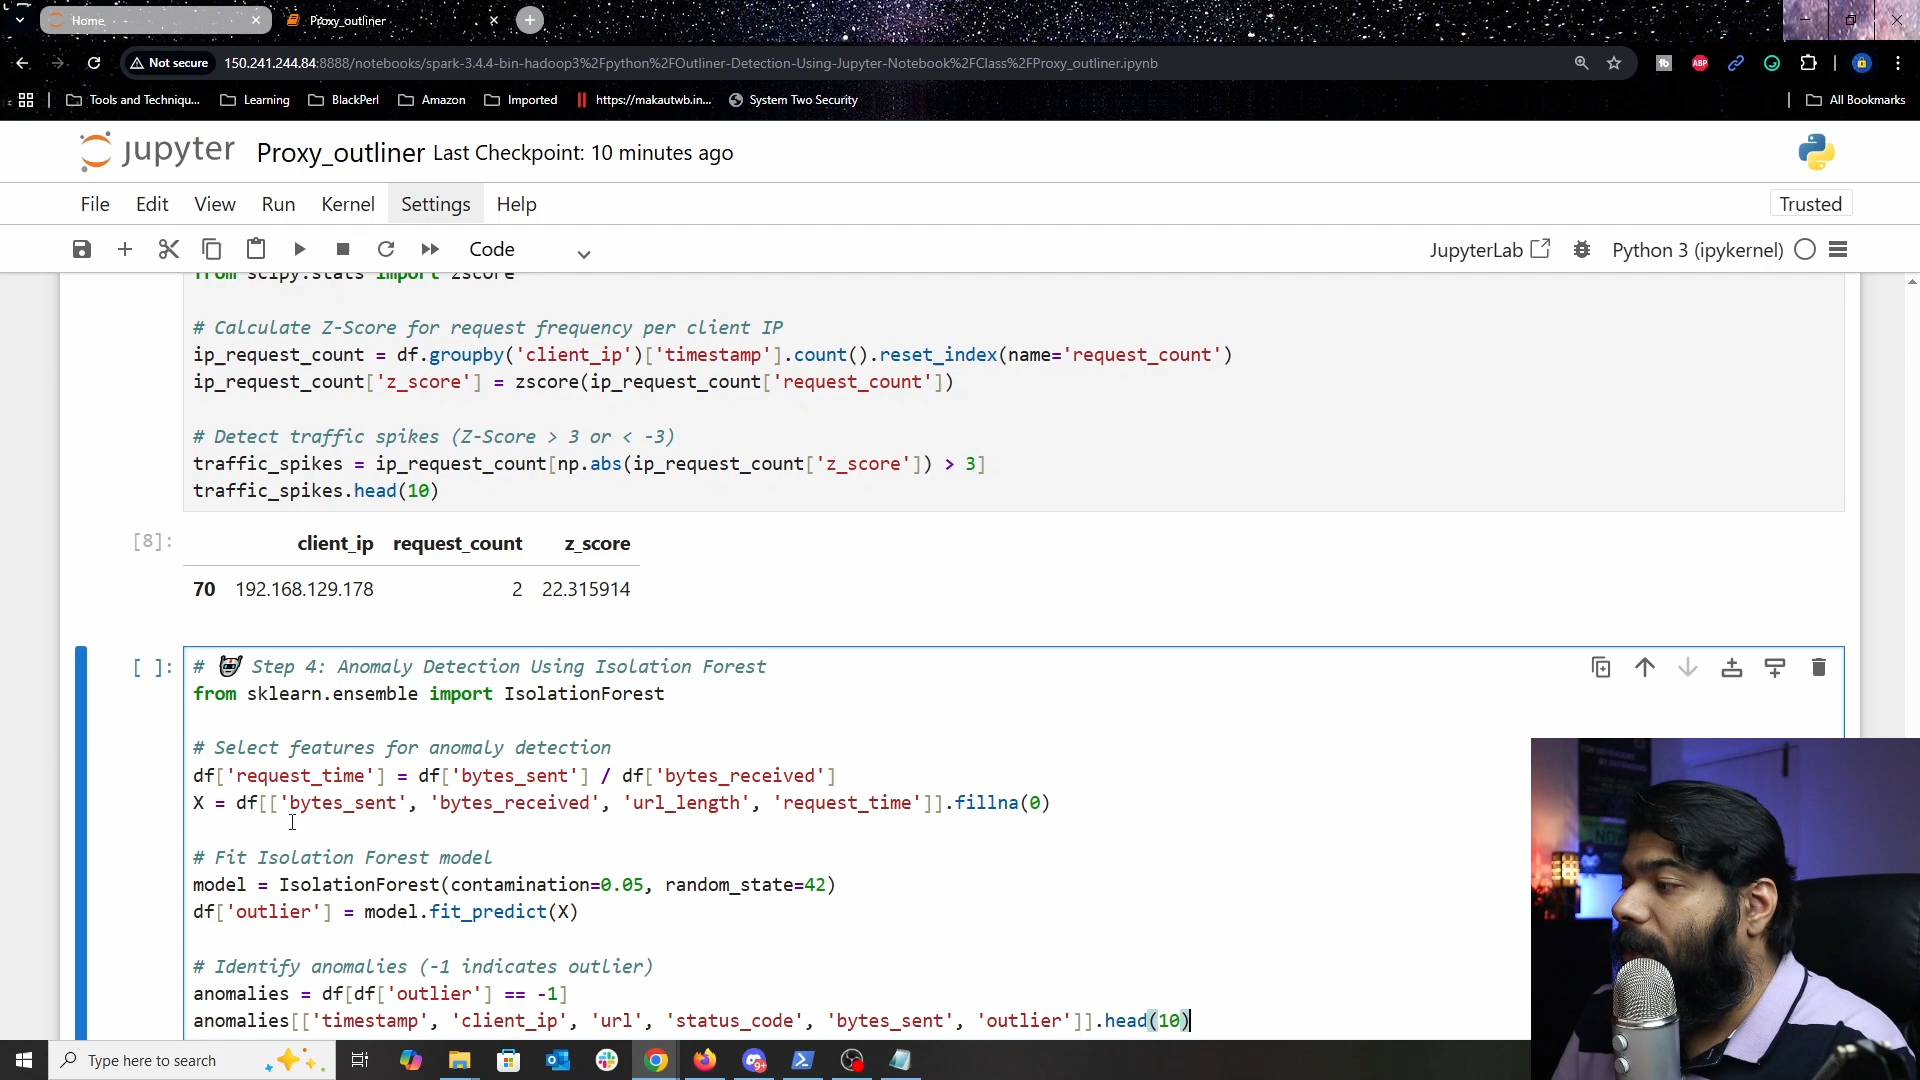 Home
Proxy_outliner
Not secure
150.241.244.84:8888/notebooks/spark-3.4.4-bin-hadoop3%2Fpython%2FOutliner-Detection-Using-Jupyter-Notebook%2FClass%2FProxy_outliner.ipynb
ABP
Tools and Techniqu...
Learning
BlackPerl
Amazon
Imported
https://makautwb.in...
System Two Security
All Bookmarks
jupyter
Proxy_outliner
Last Checkpoint: 10 minutes ago
File
Edit
View
Run
Kernel
Settings
Help
Trusted
Code
JupyterLab
Python 3 (ipykernel)
from scipy.stats import zscore
# Calculate Z-Score for request frequency per client IP
ip_request_count = df.groupby('client_ip')['timestamp'].count().reset_index(name='request_count')
ip_request_count['z_score'] = zscore(ip_request_count['request_count'])
# Detect traffic spikes (Z-Score > 3 or < -3)
traffic_spikes = ip_request_count[np.abs(ip_request_count['z_score']) > 3]
traffic_spikes.head(10)
[8]:
client_ip request_count z_score
70 192.168.129.178 2 22.315914
[ ]:
# 🤖 Step 4: Anomaly Detection Using Isolation Forest
from sklearn.ensemble import IsolationForest
# Select features for anomaly detection
df['request_time'] = df['bytes_sent'] / df['bytes_received']
X = df[['bytes_sent', 'bytes_received', 'url_length', 'request_time']].fillna(0)
# Fit Isolation Forest model
model = IsolationForest(contamination=0.05, random_state=42)
df['outlier'] = model.fit_predict(X)
# Identify anomalies (-1 indicates outlier)
anomalies = df[df['outlier'] == -1]
anomalies[['timestamp', 'client_ip', 'url', 'status_code', 'bytes_sent', 'outlier']].head(10)
Type here to search
9+